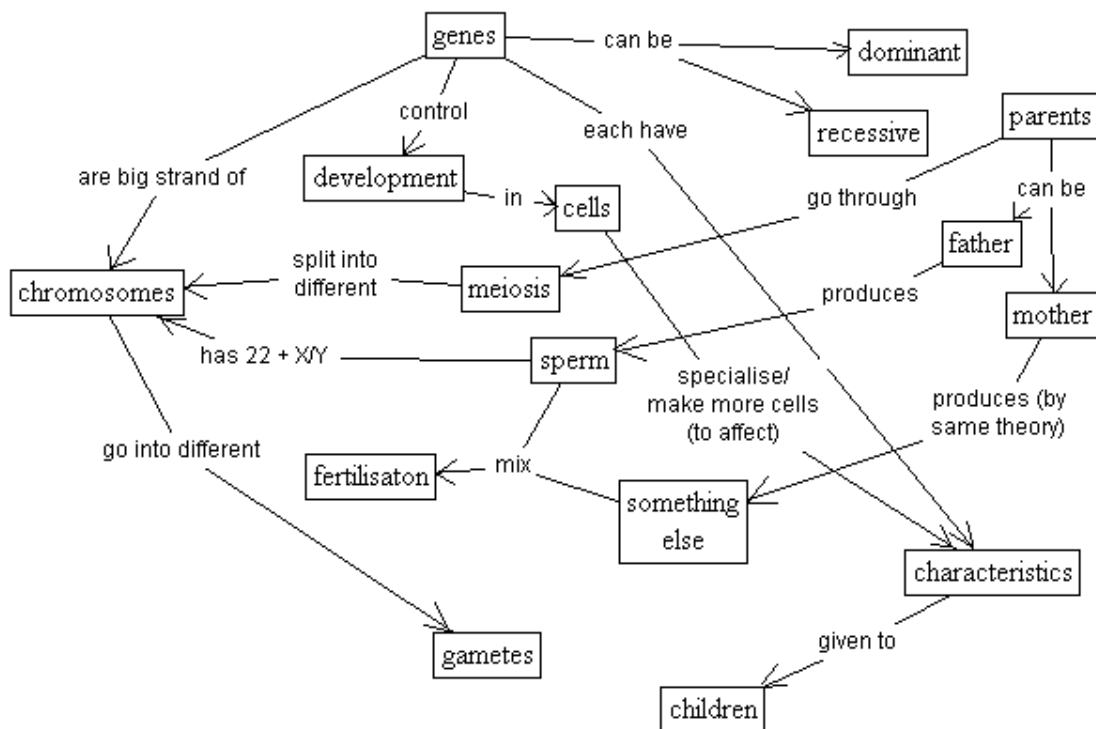 genes
can be
dominant
control
each have
recessive
parents
are big strand of
development
in
cells
go through
can be
father
chromosomes
split into
different
meiosis
produces
mother
has 22 + X/Y
sperm
specialise/
make more cells
(to affect)
produces (by
same theory)
go into different
fertilisaton
mix
something
else
characteristics
gametes
given to
children